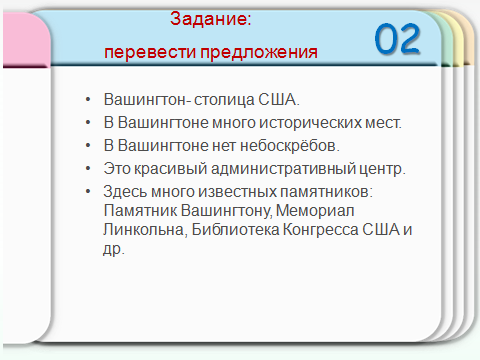 Задание:
перевести предложения
02
• Вашингтон- столица США.
• В Вашингтоне много исторических мест.
• В Вашингтоне нет небоскрёбов.
• Это красивый административный центр.
• Здесь много известных памятников:
Памятник Вашингтону, Мемориал
Линкольна, Библиотека Конгресса США и
др.